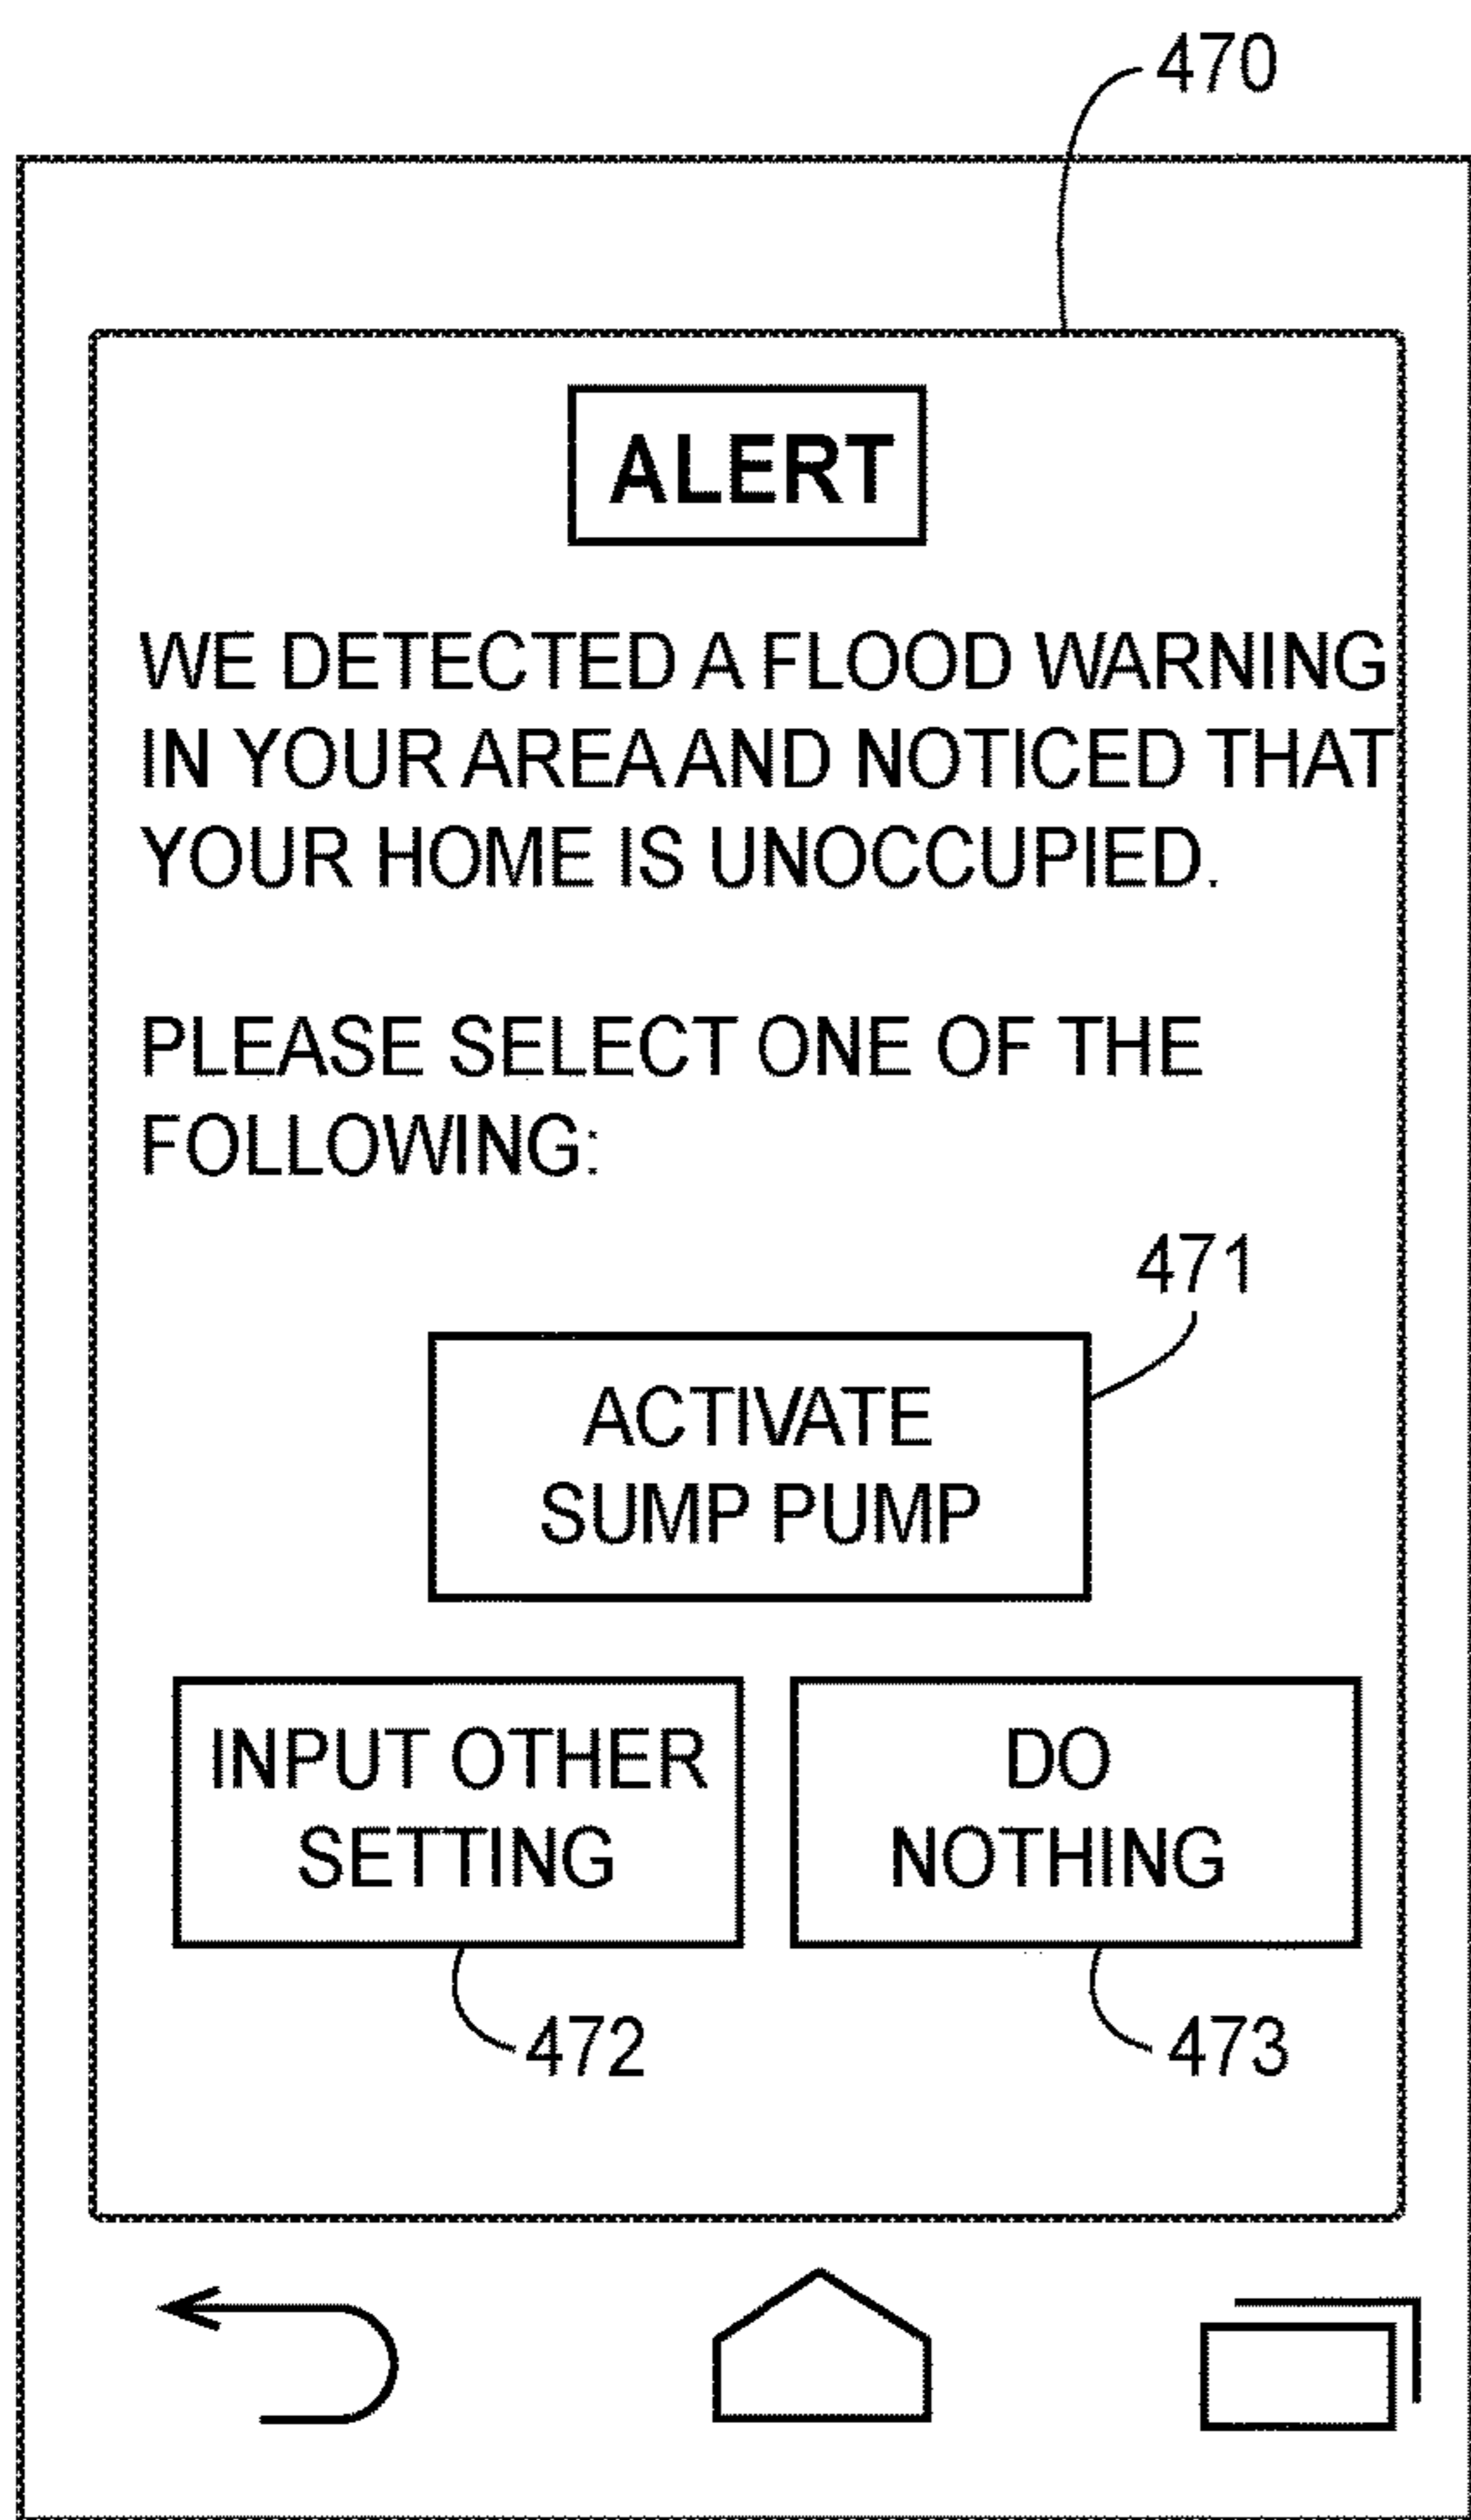 470
ALERT
WE DETECTED A FLOOD WARNING
IN YOUR AREA AND NOTICED THAT
YOUR HOME IS UNOCCUPIED.
PLEASE SELECT ONE OF THE
FOLLOWING:
471
ACTIVATE
SUMP PUMP
INPUT OTHER
SETTING
DO
NOTHING
472
473